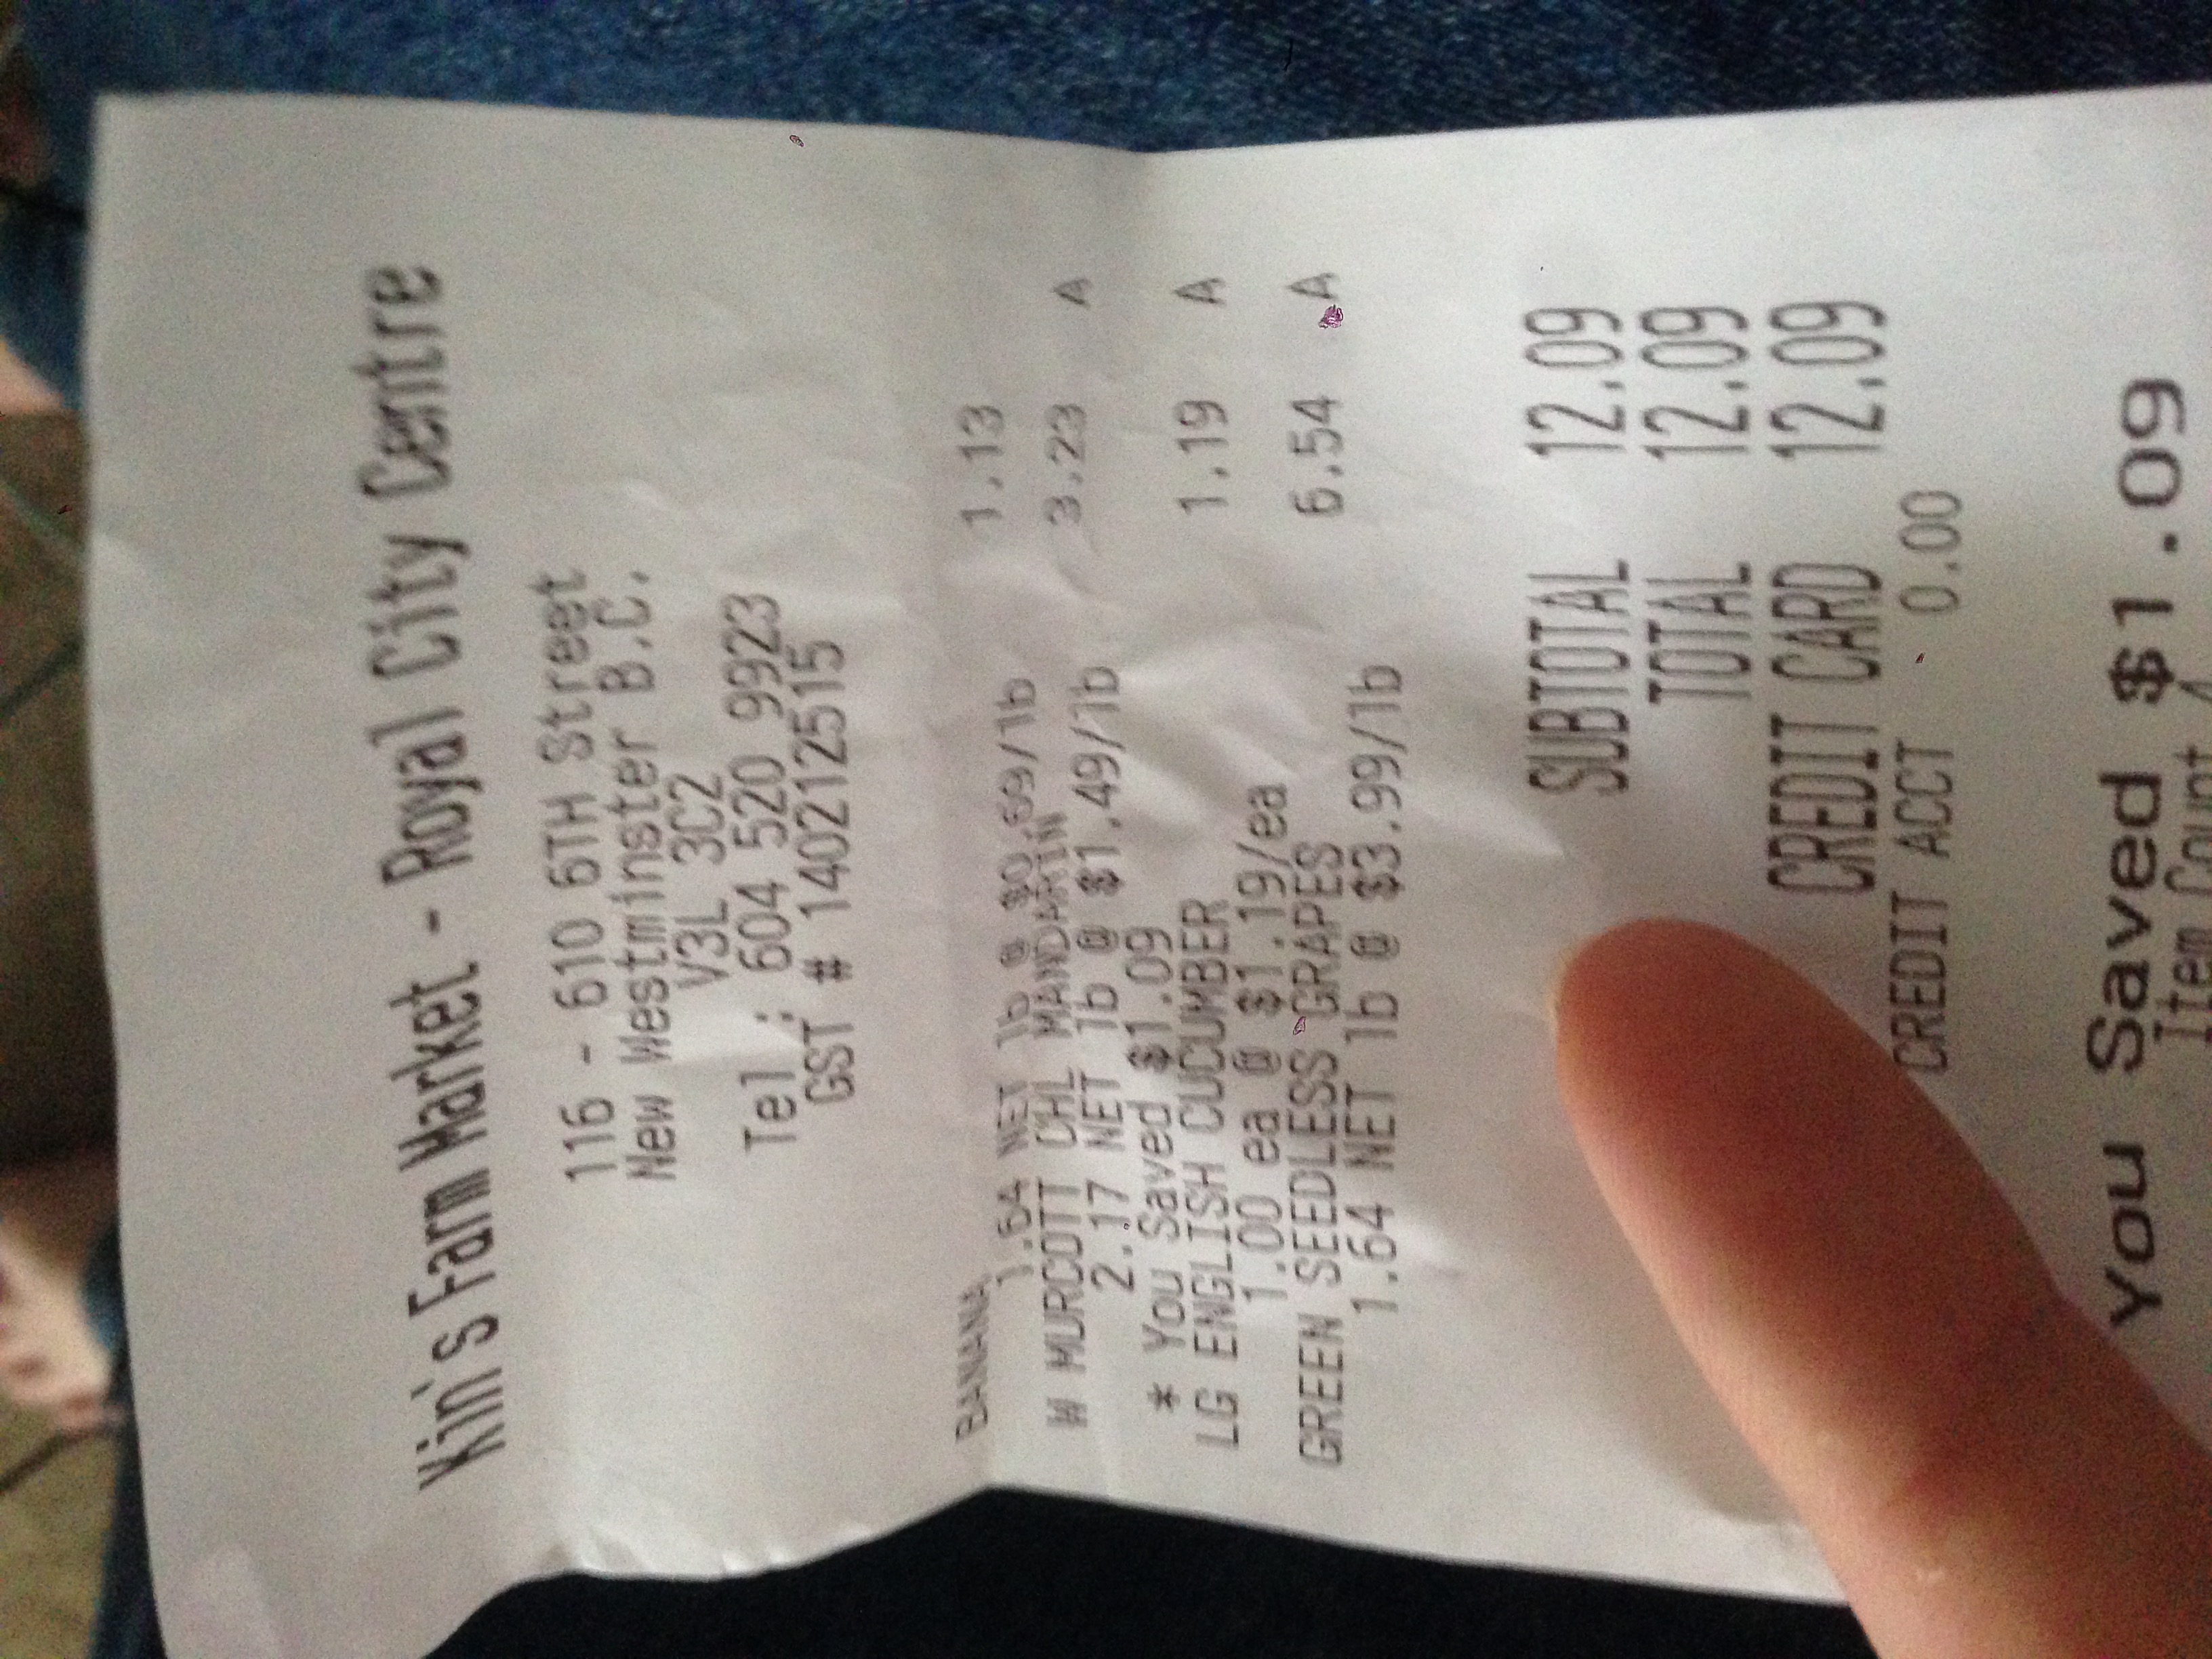 Kin's Farm Market - Royal City Centre
116 - 610 6TH Street
New Westminster B.C.
V3L 3C2
Tel : 604 520 9923
GST # 140212515
BANANA 1.13
1.64 NET lb @ $0.69/lb
W MURCOTT CHL MANDARIN 3.23 A
2.17 NET lb @ $1.49/lb
* You Saved $1.09
LG ENGLISH CUCUMBER 1.19 A
1.00 ea @ $1.19/ea
GREEN SEEDLESS GRAPES 6.54 A
1.64 NET lb @ $3.99/lb
SUBTOTAL 12.09
TOTAL 12.09
CREDIT CARD 12.09
CREDIT ACCT 0.00
You Saved $1.09
Item Count 4